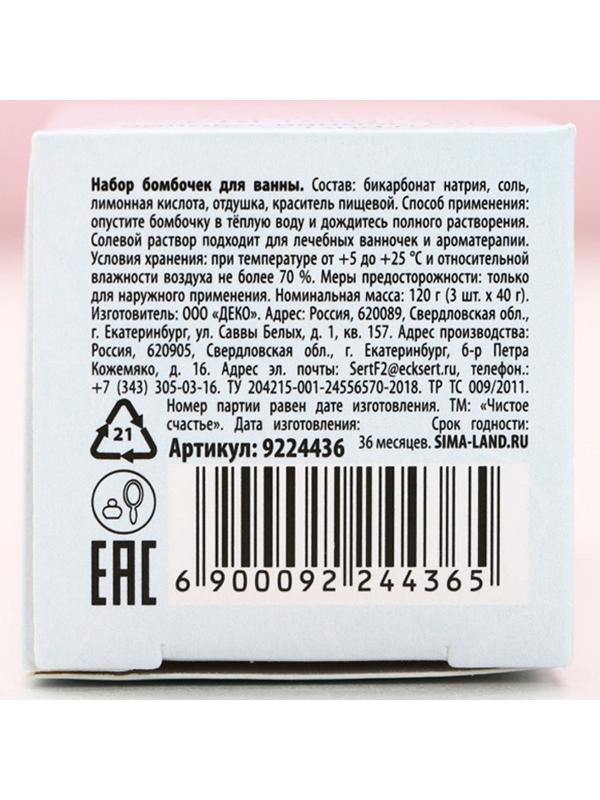 Набор бомбочек для ванны. Состав: бикарбонат натрия, соль,
лимонная кислота, отдушка, краситель пищевой. Способ применения:
опустите бомбочку в тёплую воду и дождитесь полного растворения.
Солевой раствор подходит для лечебных ванночек и ароматерапии.
Условия хранения: при температуре от +5 до +25 °С и относительной
влажности воздуха не более 70 %. Меры предосторожности: только
для наружного применения. Номинальная масса: 120 г (3 шт. х 40 г).
Изготовитель: ООО «ДЕКО». Адрес: Россия, 620089, Свердловская обл.,
г. Екатеринбург, ул. Саввы Белых, д. 1, кв. 157. Адрес производства:
Россия, 620905, Свердловская обл., г. Екатеринбург, б-р Петра
Кожемяко, д. 16. Адрес эл. почты: SertF2@ecksert.ru, телефон.:
+7 (343) 305-03-16. ТУ 204215-001-24556570-2018. ТР ТС 009/2011.
Номер партии равен дате изготовления. ТМ: «Чистое
счастье». Дата изготовления: Срок годности:
21
Артикул: 9224436 36 месяцев. SIMA-LAND.RU
EAC
6 900092 244365